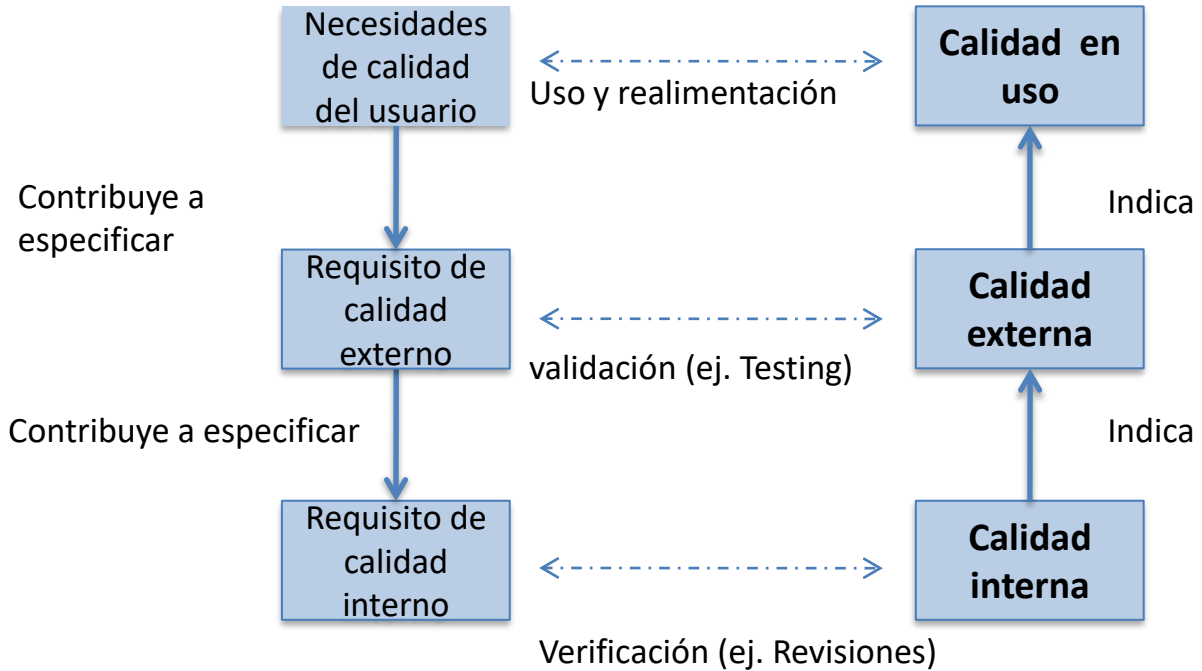 Necesidades
de calidad
del usuario
Uso y realimentación
Calidad en
uso
Contribuye a
especificar
Indica
Requisito de
calidad
externo
validación (ej. Testing)
Calidad
externa
Contribuye a especificar
Indica
Requisito de
calidad
interno
Verificación (ej. Revisiones)
Calidad
interna